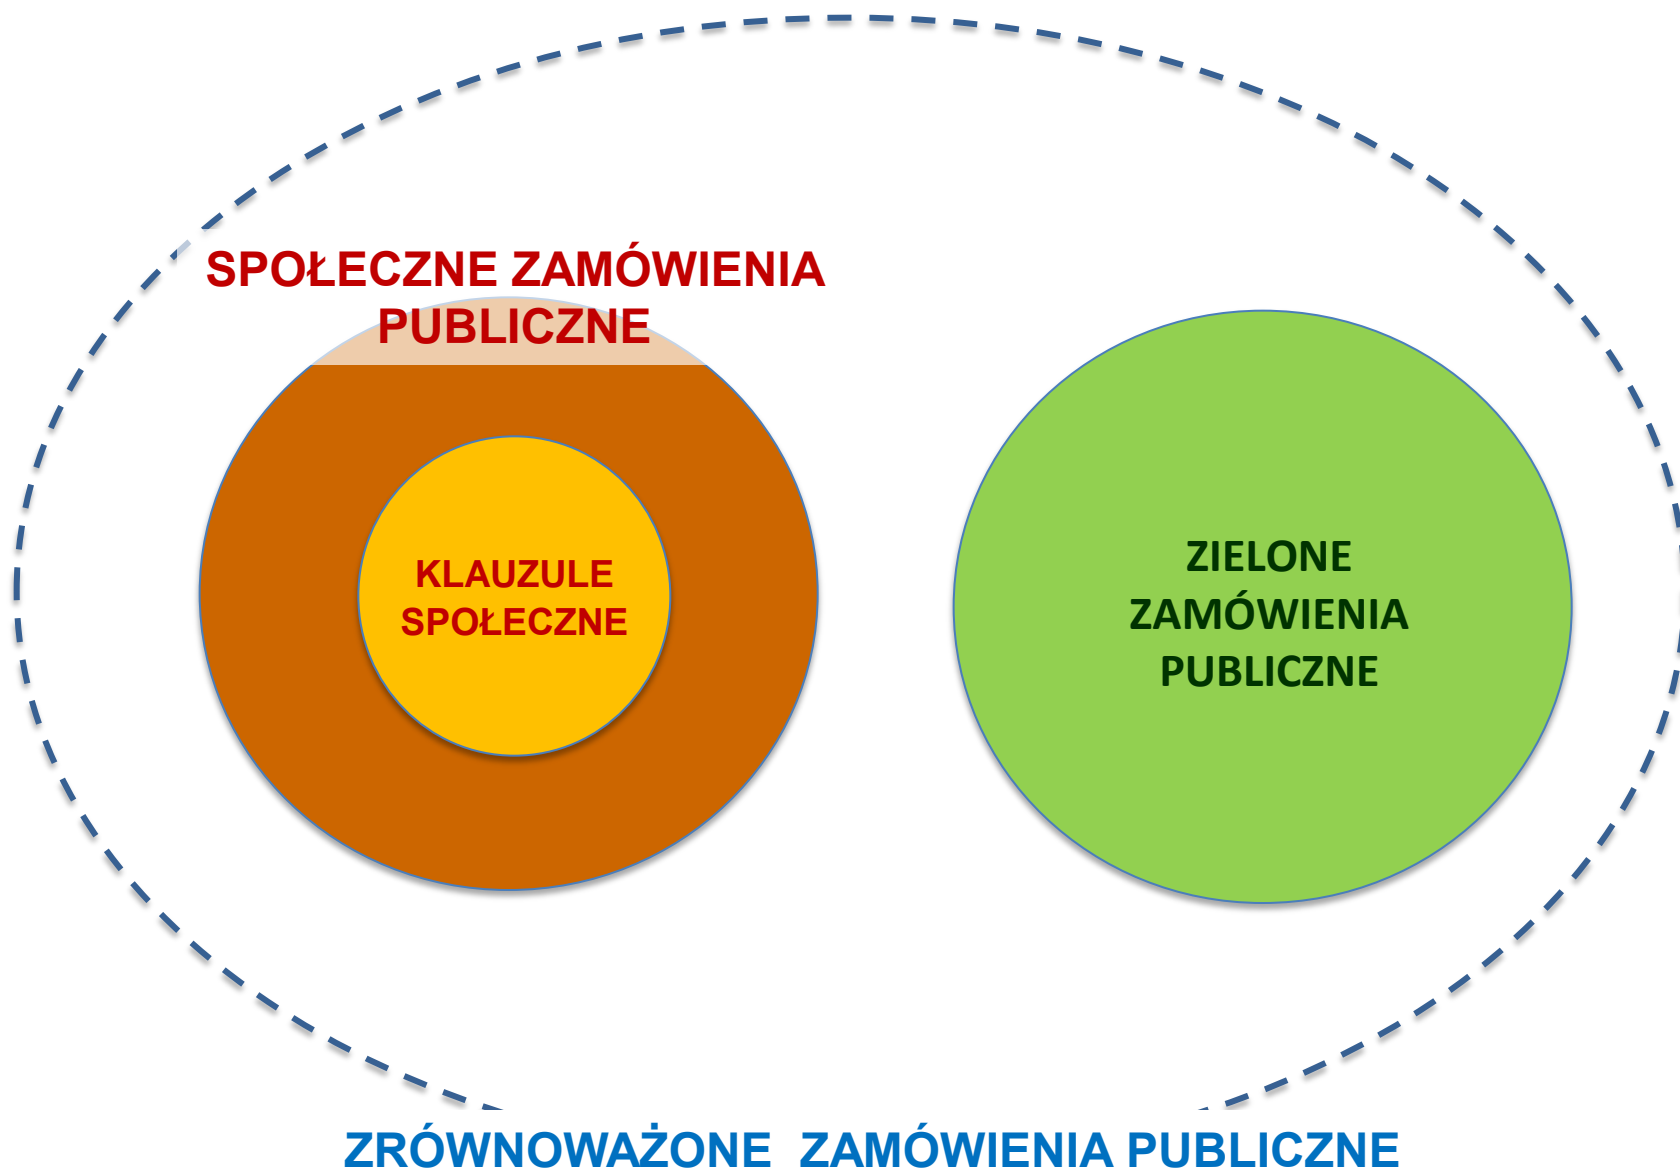 SPOŁECZNE ZAMÓWIENIA
PUBLICZNE
KLAUZULE
SPOŁECZNE
ZIELONE
ZAMÓWIENIA
PUBLICZNE
ZRÓWNOWAŻONE ZAMÓWIENIA PUBLICZNE